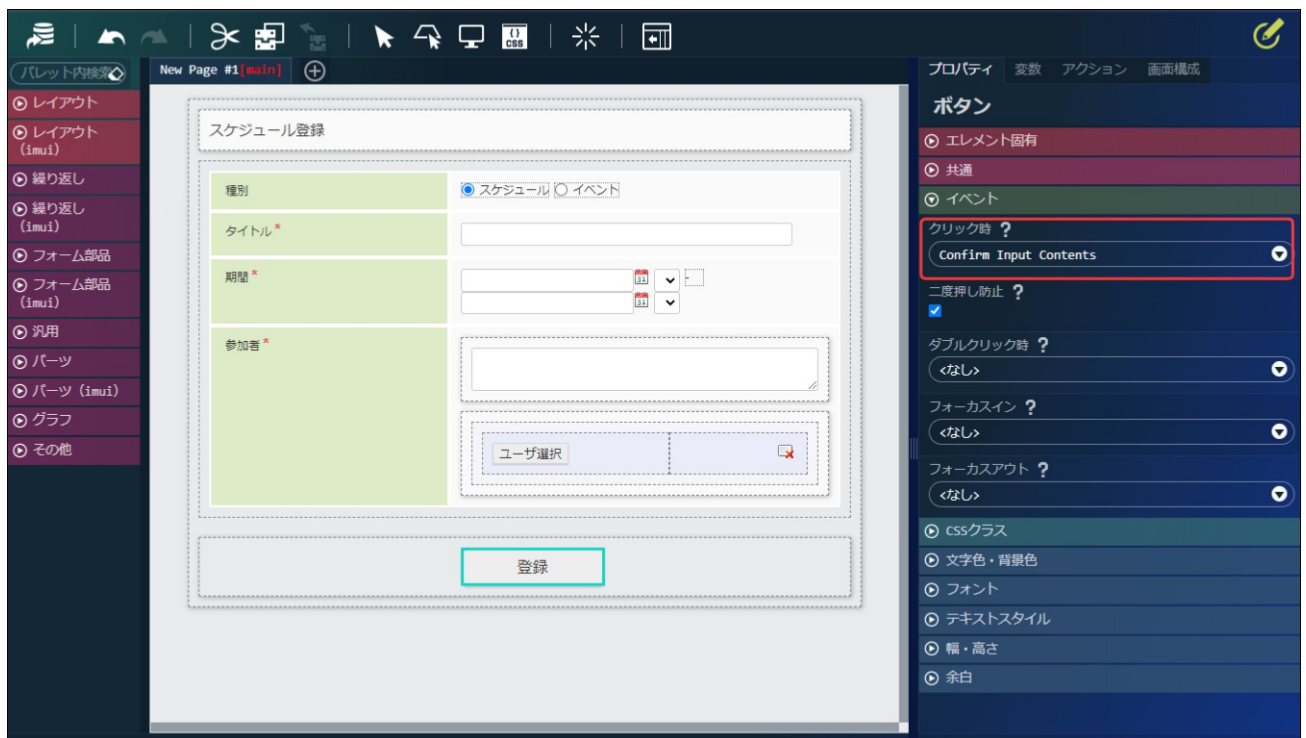 {} CSS
パレット内検索
New Page #1[main]
プロパティ 変数 アクション 画面構成
レイアウト
レイアウト
(imui)
繰り返し
繰り返し
(imui)
フォーム部品
フォーム部品
(imui)
汎用
パーツ
パーツ (imui)
グラフ
その他
スケジュール登録
種別
スケジュール イベント
タイトル*
期間*
31
-
31
参加者*
ユーザ選択
登録
ボタン
エレメント固有
共通
イベント
クリック時 ?
Confirm Input Contents
二度押し防止 ?
ダブルクリック時 ?
<なし>
フォーカスイン ?
<なし>
フォーカスアウト ?
<なし>
CSSクラス
文字色・背景色
フォント
テキストスタイル
幅・高さ
余白